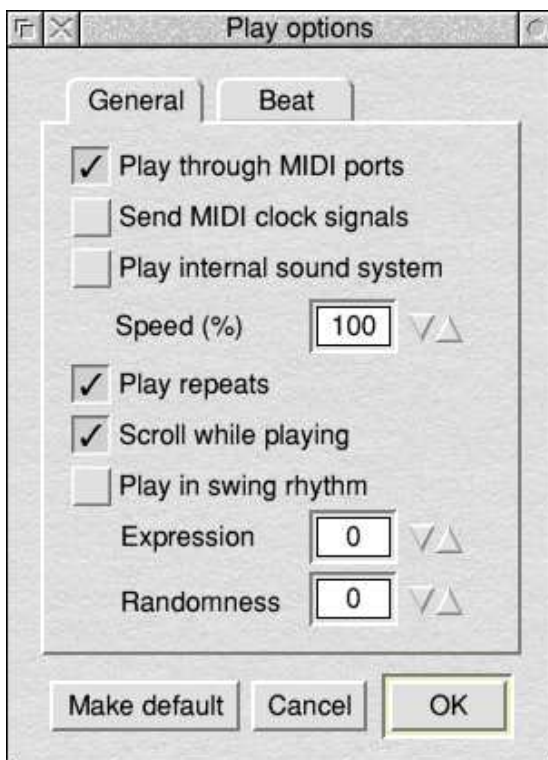 Play options
General Beat
Play through MIDI ports
Send MIDI clock signals
Play internal sound system
Speed (%) 100
Play repeats
Scroll while playing
Play in swing rhythm
Expression 0
Randomness 0
Make default Cancel OK